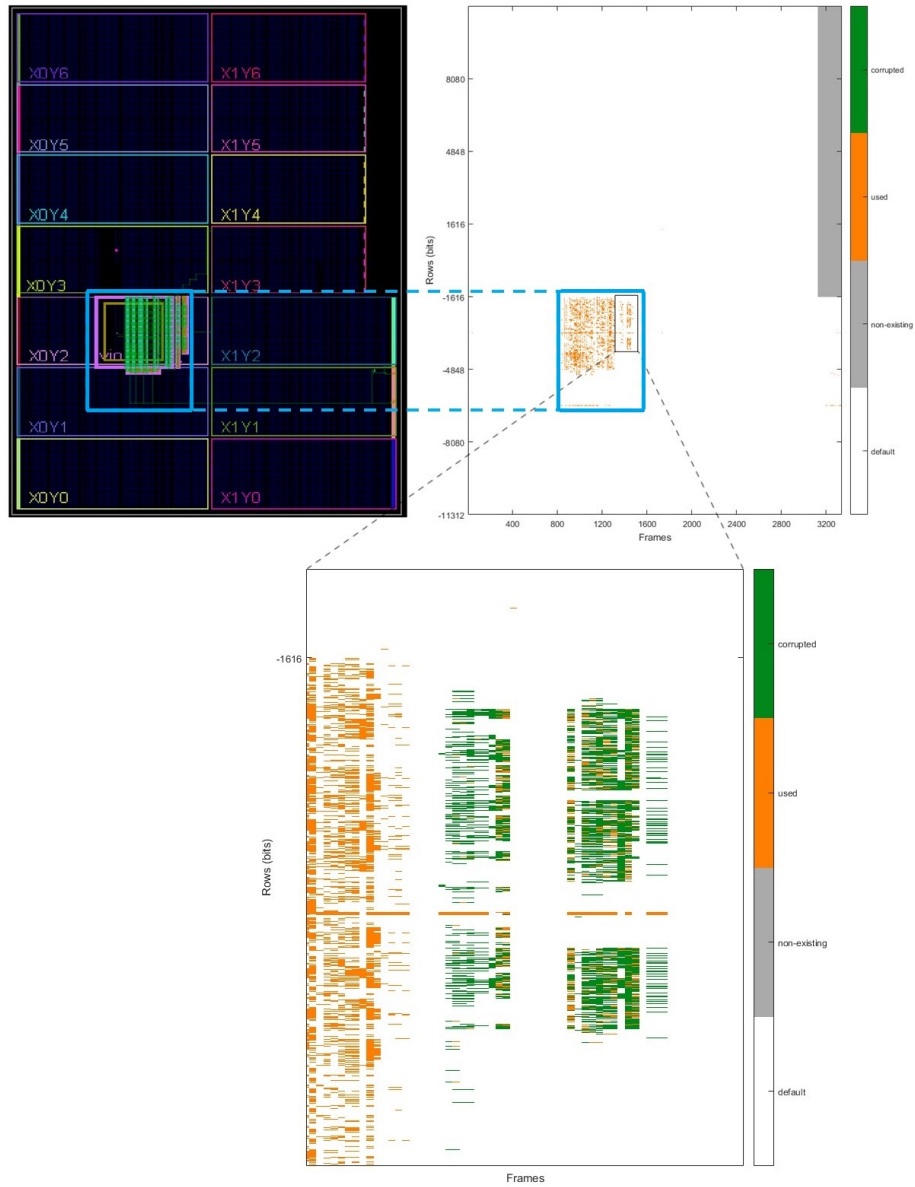 X0Y6
X1Y6
X0Y5
X1Y5
X0Y4
X1Y4
X0Y3
X1Y3
X0Y2
X1Y2
X0Y1
X1Y1
X0Y0
X1Y0
Rows (bits)
8080
4848
1616
-1616
-4848
-8080
-11312
400
800
1200
1600
2000
2400
2800
3200
Frames
corrupted
used
non-existing
default
Rows (bits)
-1616
Frames
corrupted
used
non-existing
default